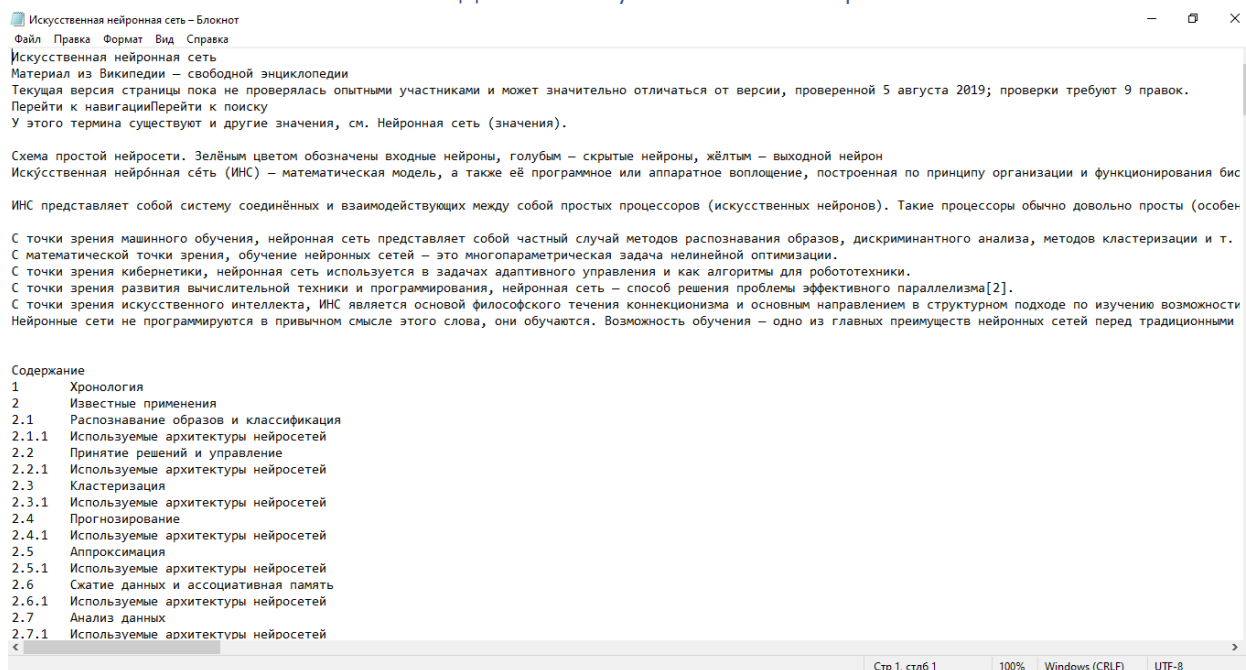 Искусственная нейронная сеть – Блокнот
Файл Правка Формат Вид Справка
Искусственная нейронная сеть
Материал из Википедии — свободной энциклопедии
Текущая версия страницы пока не проверялась опытными участниками и может значительно отличаться от версии, проверенной 5 августа 2019; проверки требуют 9 правок.
Перейти к навигацииПерейти к поиску
У этого термина существуют и другие значения, см. Нейронная сеть (значения).
Схема простой нейросети. Зелёным цветом обозначены входные нейроны, голубым — скрытые нейроны, жёлтым — выходной нейрон
Иску́сственная нейро́нная се́ть (ИНС) — математическая модель, а также её программное или аппаратное воплощение, построенная по принципу организации и функционирования бис
ИНС представляет собой систему соединённых и взаимодействующих между собой простых процессоров (искусственных нейронов). Такие процессоры обычно довольно просты (особен
С точки зрения машинного обучения, нейронная сеть представляет собой частный случай методов распознавания образов, дискриминантного анализа, методов кластеризации и т.
С математической точки зрения, обучение нейронных сетей — это многопараметрическая задача нелинейной оптимизации.
С точки зрения кибернетики, нейронная сеть используется в задачах адаптивного управления и как алгоритмы для робототехники.
С точки зрения развития вычислительной техники и программирования, нейронная сеть — способ решения проблемы эффективного параллелизма[2].
С точки зрения искусственного интеллекта, ИНС является основой философского течения коннекционизма и основным направлением в структурном подходе по изучению возможности
Нейронные сети не программируются в привычном смысле этого слова, они обучаются. Возможность обучения — одно из главных преимуществ нейронных сетей перед традиционными
Содержание
1 Хронология
2 Известные применения
2.1 Распознавание образов и классификация
2.1.1 Используемые архитектуры нейросетей
2.2 Принятие решений и управление
2.2.1 Используемые архитектуры нейросетей
2.3 Кластеризация
2.3.1 Используемые архитектуры нейросетей
2.4 Прогнозирование
2.4.1 Используемые архитектуры нейросетей
2.5 Аппроксимация
2.5.1 Используемые архитектуры нейросетей
2.6 Сжатие данных и ассоциативная память
2.6.1 Используемые архитектуры нейросетей
2.7 Анализ данных
2.7.1 Используемые архитектуры нейросетей
Стр 1, стлб 1 100% Windows (CRLF) UTF-8